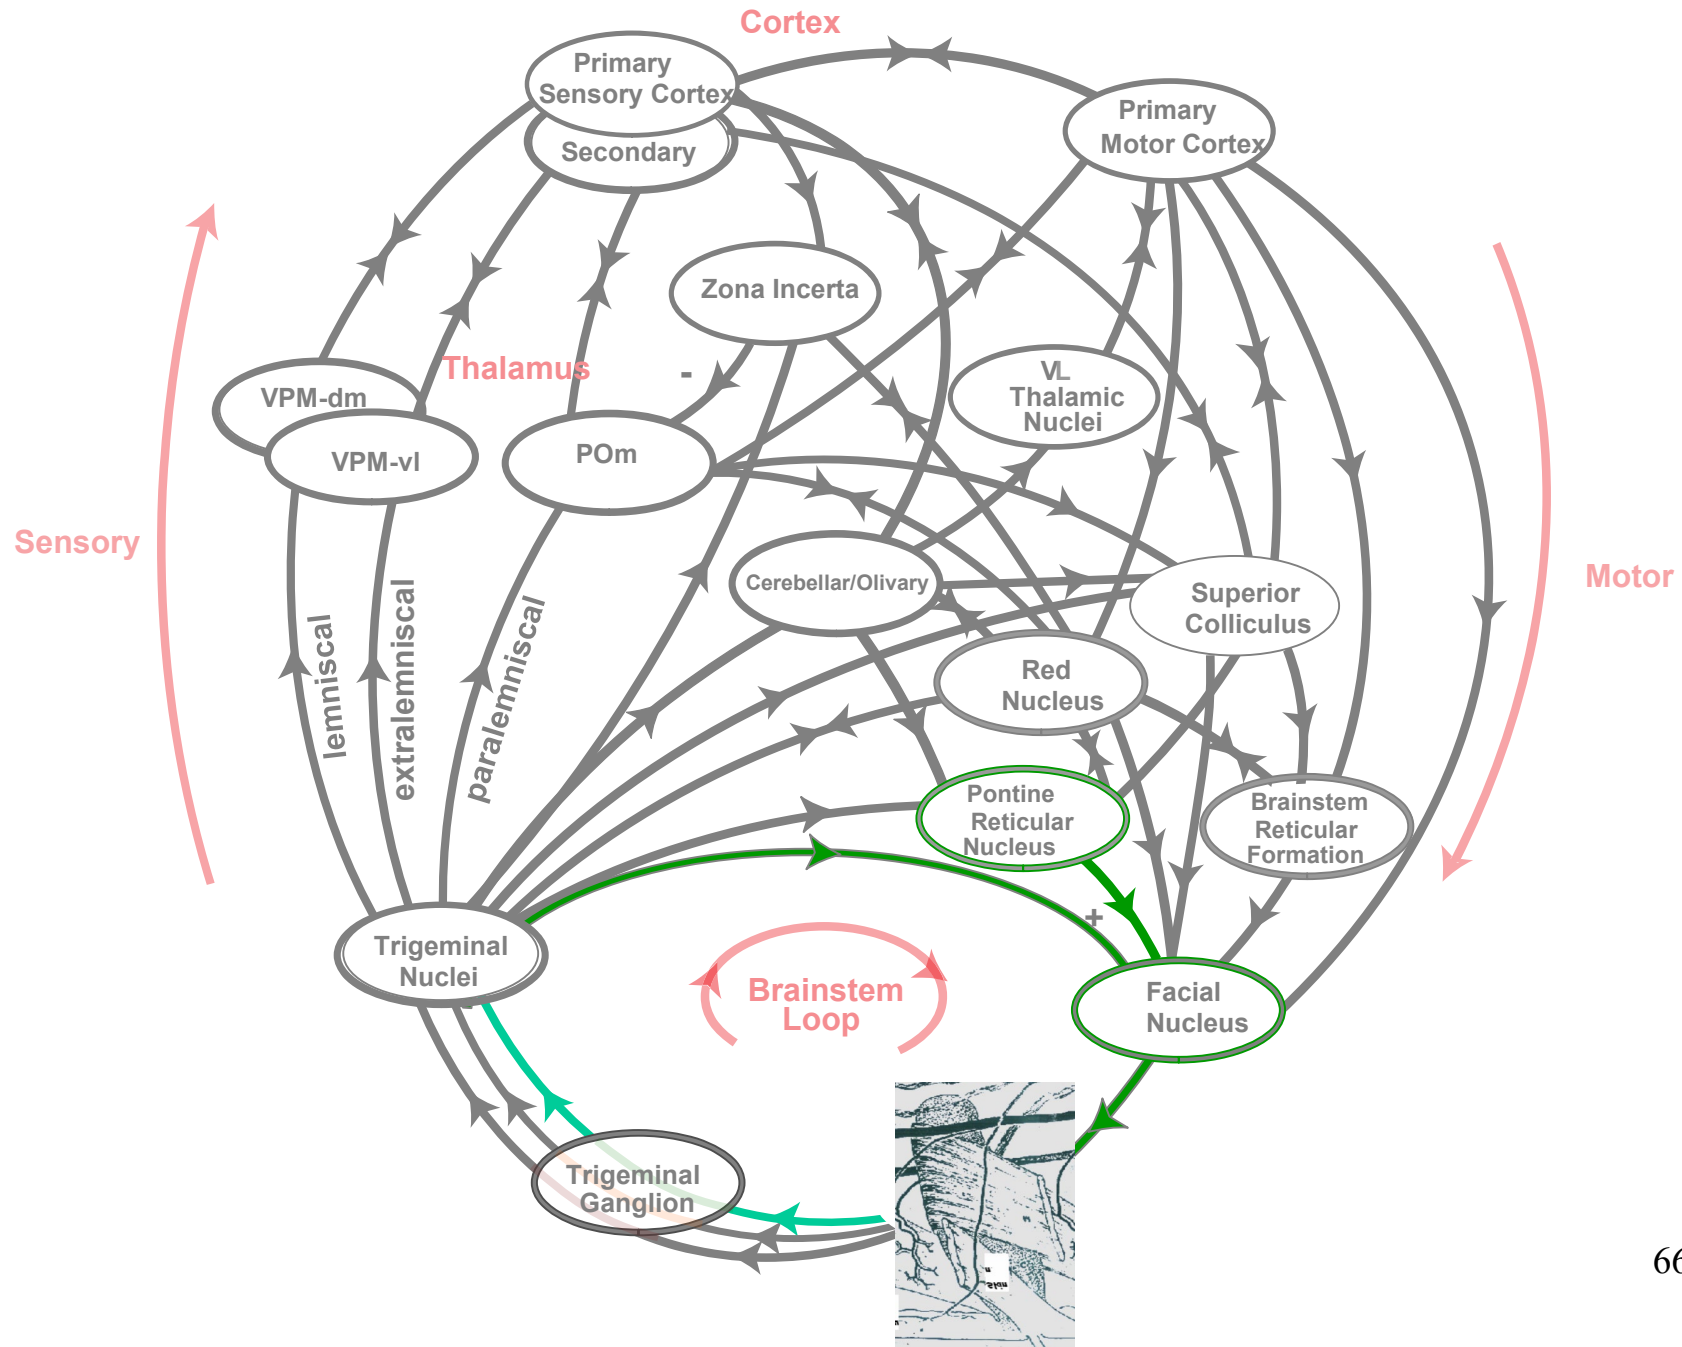 Cortex
Primary
Sensory Cortex
Secondary
Primary
Motor Cortex
Zona Incerta
Thalamus
-
VL
Thalamic
Nuclei
VPM-dm
VPM-vl
POm
Sensory
Motor
Cerebellar/Olivary
Superior
Colliculus
lemniscal
extralemniscal
paralemniscal
Red
Nucleus
Pontine
Reticular
Nucleus
Brainstem
Reticular
Formation
+
Trigeminal
Nuclei
Brainstem
Loop
Facial
Nucleus
Trigeminal
Ganglion
66